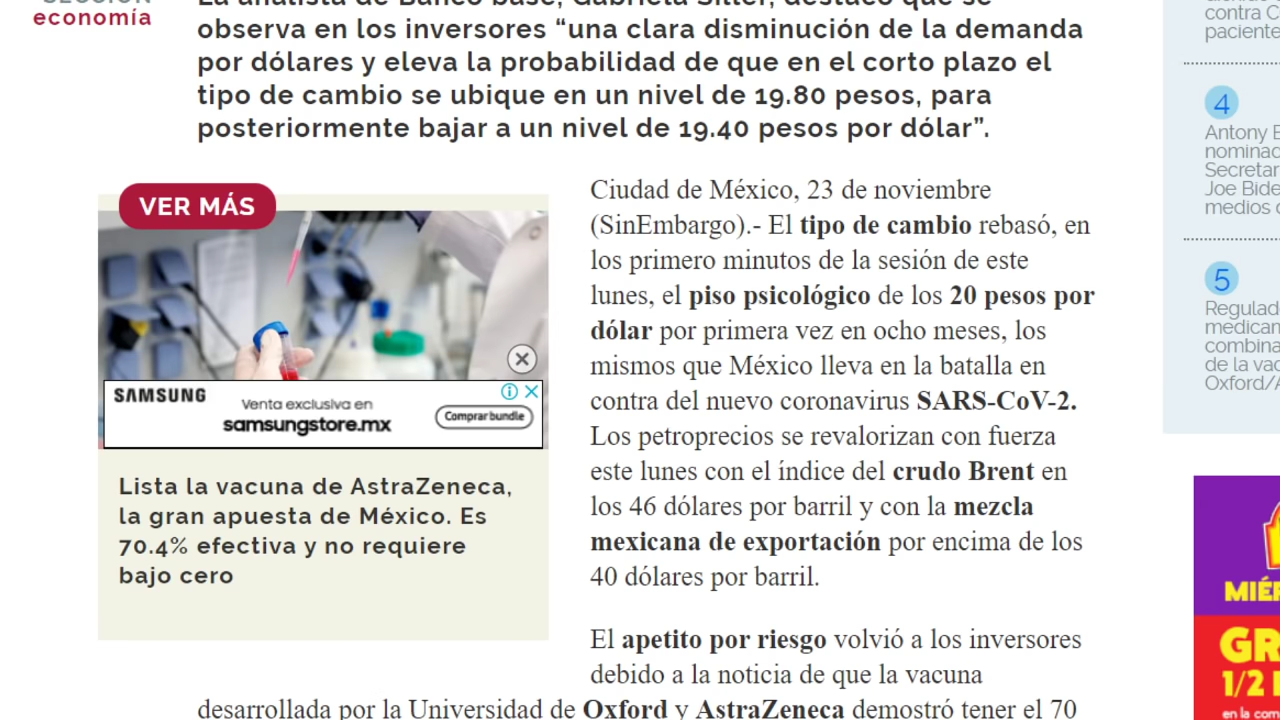 economía
La analista de Banco Base, Gabriela Siller, destacó que se
observa en los inversores “una clara disminución de la demanda
por dólares y eleva la probabilidad de que en el corto plazo el
tipo de cambio se ubique en un nivel de 19.80 pesos, para
posteriormente bajar a un nivel de 19.40 pesos por dólar”.
VER MÁS
SAMSUNG
Venta exclusiva en
samsungstore.mx
Comprar bundle
Lista la vacuna de AstraZeneca,
la gran apuesta de México. Es
70.4% efectiva y no requiere
bajo cero
Ciudad de México, 23 de noviembre
(SinEmbargo).- El tipo de cambio rebasó, en
los primero minutos de la sesión de este
lunes, el piso psicológico de los 20 pesos por
dólar por primera vez en ocho meses, los
mismos que México lleva en la batalla en
contra del nuevo coronavirus SARS-CoV-2.
Los petroprecios se revalorizan con fuerza
este lunes con el índice del crudo Brent en
los 46 dólares por barril y con la mezcla
mexicana de exportación por encima de los
40 dólares por barril.
El apetito por riesgo volvió a los inversores
debido a la noticia de que la vacuna
desarrollada por la Universidad de Oxford y AstraZeneca demostró tener el 70
contra C
paciente
4
Antony B
nominad
Secretar
Joe Bide
medios d
5
Regulad
medicam
combina
de la vac
Oxford/A
MIÉR
GR
1/2
en la com